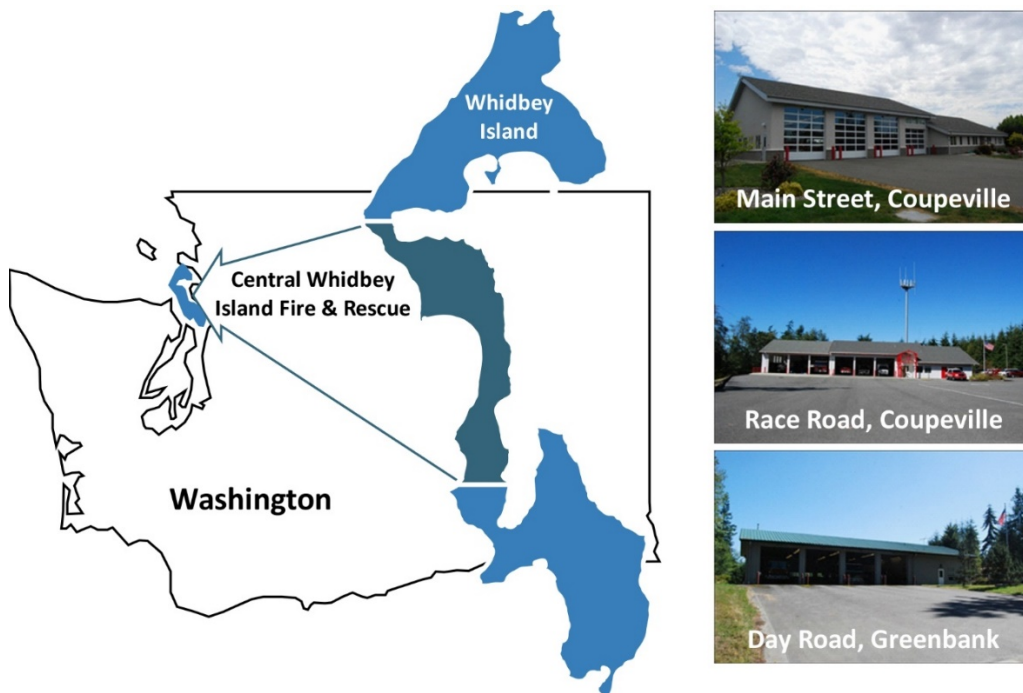 Whidbey
Island
Central Whidbey
Island Fire & Rescue
Washington
Main Street, Coupeville
Race Road, Coupeville
Day Road, Greenbank